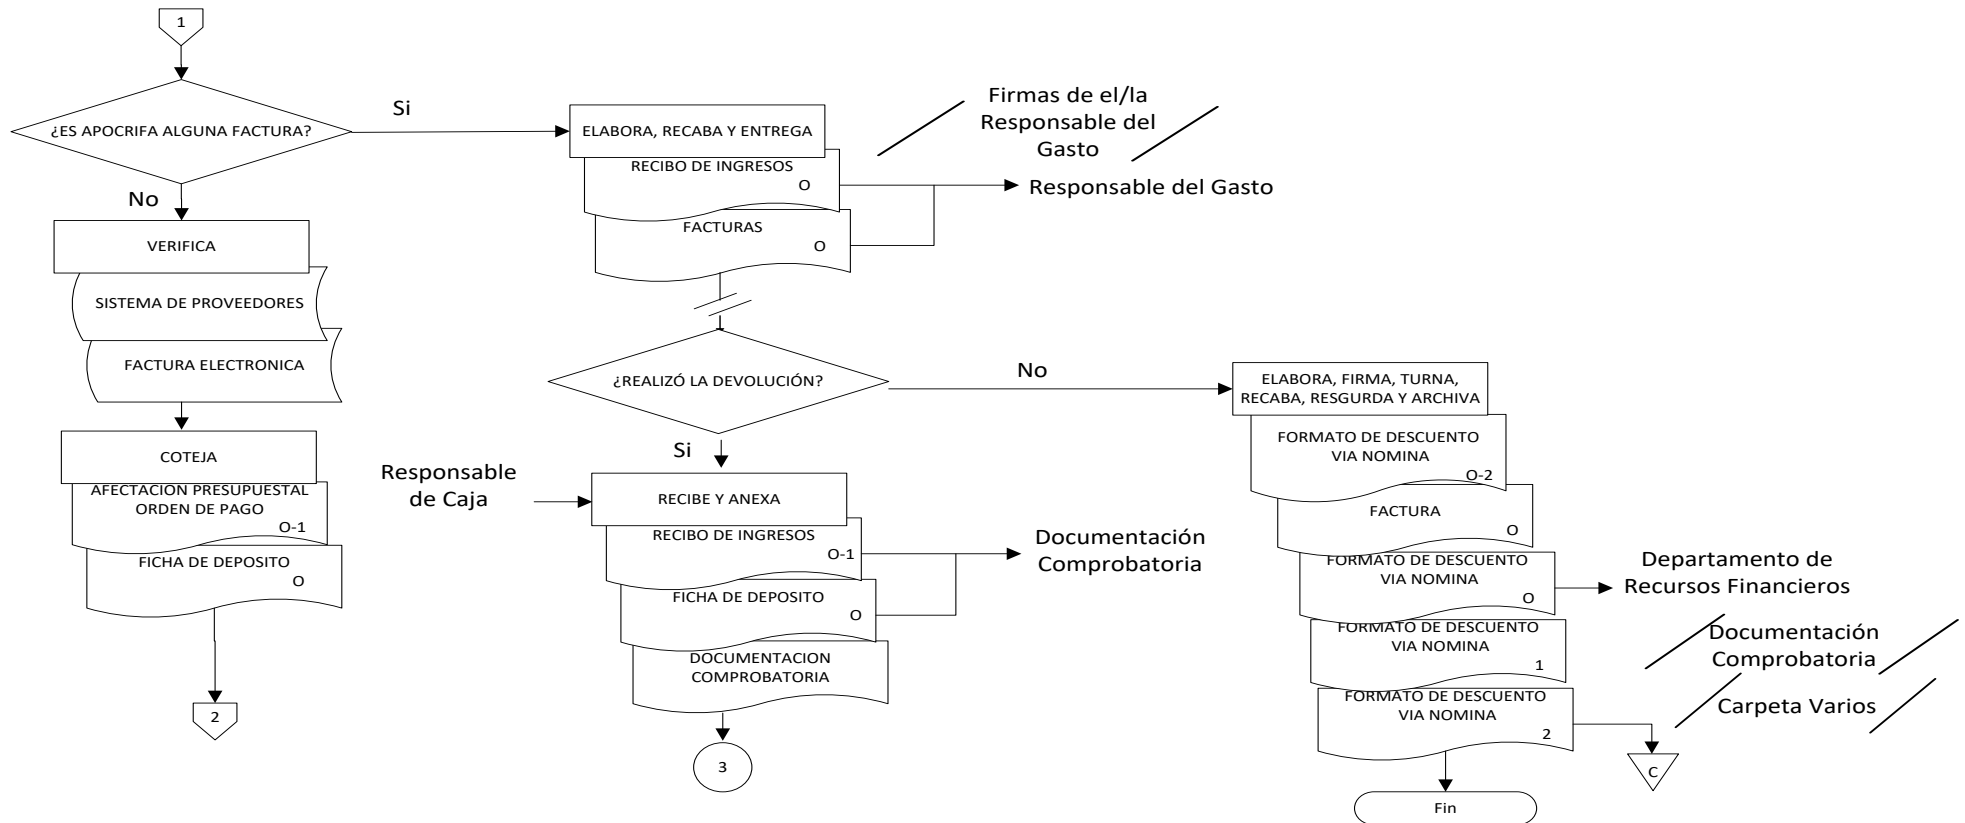 1
¿ES APOCRIFA ALGUNA FACTURA?
Si
No
VERIFICA
SISTEMA DE PROVEEDORES
FACTURA ELECTRONICA
COTEJA
AFECTACION PRESUPUESTAL
ORDEN DE PAGO
O-1
FICHA DE DEPOSITO
O
2
ELABORA, RECABA Y ENTREGA
RECIBO DE INGRESOS
O
FACTURAS
O
Firmas de el/la
Responsable del
Gasto
Responsable del Gasto
¿REALIZÓ LA DEVOLUCIÓN?
No
Si
Responsable
de Caja
RECIBE Y ANEXA
RECIBO DE INGRESOS
O-1
FICHA DE DEPOSITO
O
DOCUMENTACION
COMPROBATORIA
Documentación
Comprobatoria
3
ELABORA, FIRMA, TURNA,
RECABA, RESGURDA Y ARCHIVA
FORMATO DE DESCUENTO
VIA NOMINA
O-2
FACTURA
O
FORMATO DE DESCUENTO
VIA NOMINA
O
Departamento de
Recursos Financieros
FORMATO DE DESCUENTO
VIA NOMINA
1
Documentación
Comprobatoria
FORMATO DE DESCUENTO
VIA NOMINA
2
Carpeta Varios
C
Fin